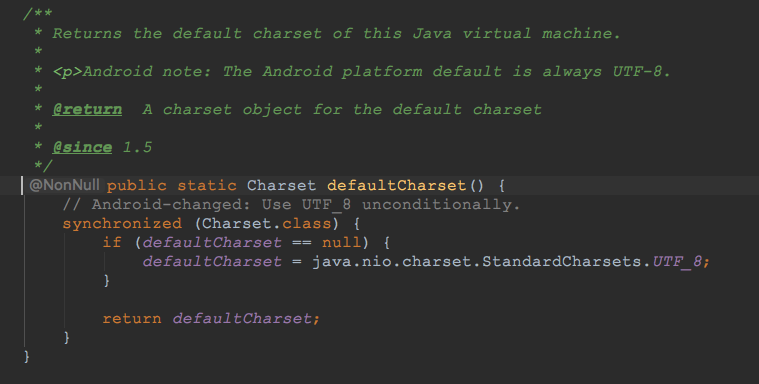 /**
 * Returns the default charset of this Java virtual machine.
 *
 * <p>Android note: The Android platform default is always UTF-8.
 *
 * @return  A charset object for the default charset
 *
 * @since 1.5
 */
@NonNull public static Charset defaultCharset() {
    // Android-changed: Use UTF_8 unconditionally.
    synchronized (Charset.class) {
        if (defaultCharset == null) {
            defaultCharset = java.nio.charset.StandardCharsets.UTF_8;
        }

        return defaultCharset;
    }
}